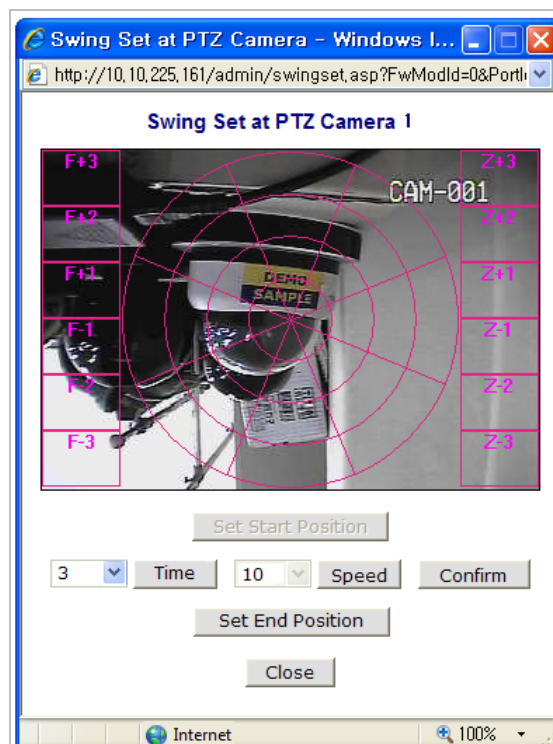 Swing Set at PTZ Camera – Windows I...
http://10,10,225,161/admin/swingset,asp?FwModId=0&PortI
Swing Set at PTZ Camera 1
F+3 Z+3
CAM-001
F+2 Z+2
F+1 Z+1
DEMO
SAMPLE
F-1 Z-1
F-2 Z-2
F-3 Z-3
Set Start Position
3 Time 10 Speed Confirm
Set End Position
Close
Internet 100%